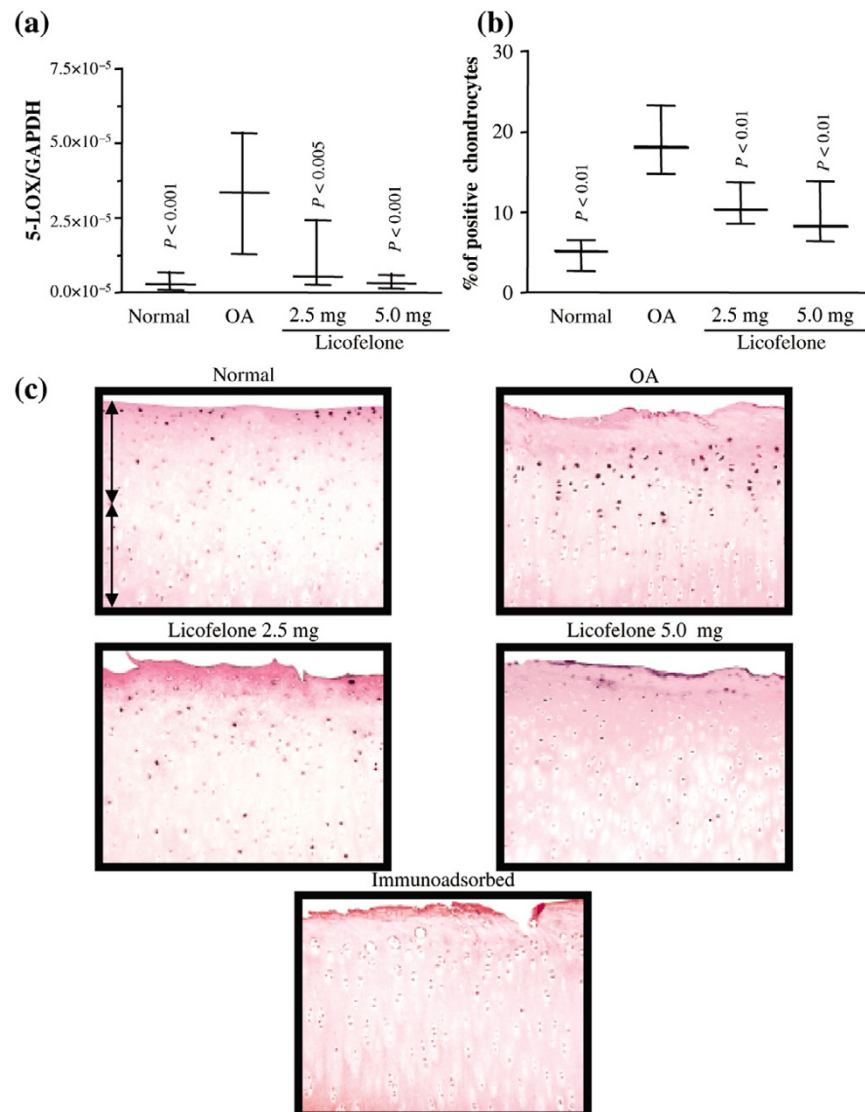 (a)
5-LOX/GAPDH
7.5×10⁻⁵
5.0×10⁻⁵
2.5×10⁻⁵
0.0×10⁻⁵
P < 0.001
P < 0.005
P < 0.001
Normal OA 2.5 mg 5.0 mg
Licofelone
(b)
% of positive chondrocytes
30
20
10
0
P < 0.01
P < 0.01
P < 0.01
Normal OA 2.5 mg 5.0 mg
Licofelone
(c)
Normal OA
Licofelone 2.5 mg Licofelone 5.0 mg
Immunoadsorbed